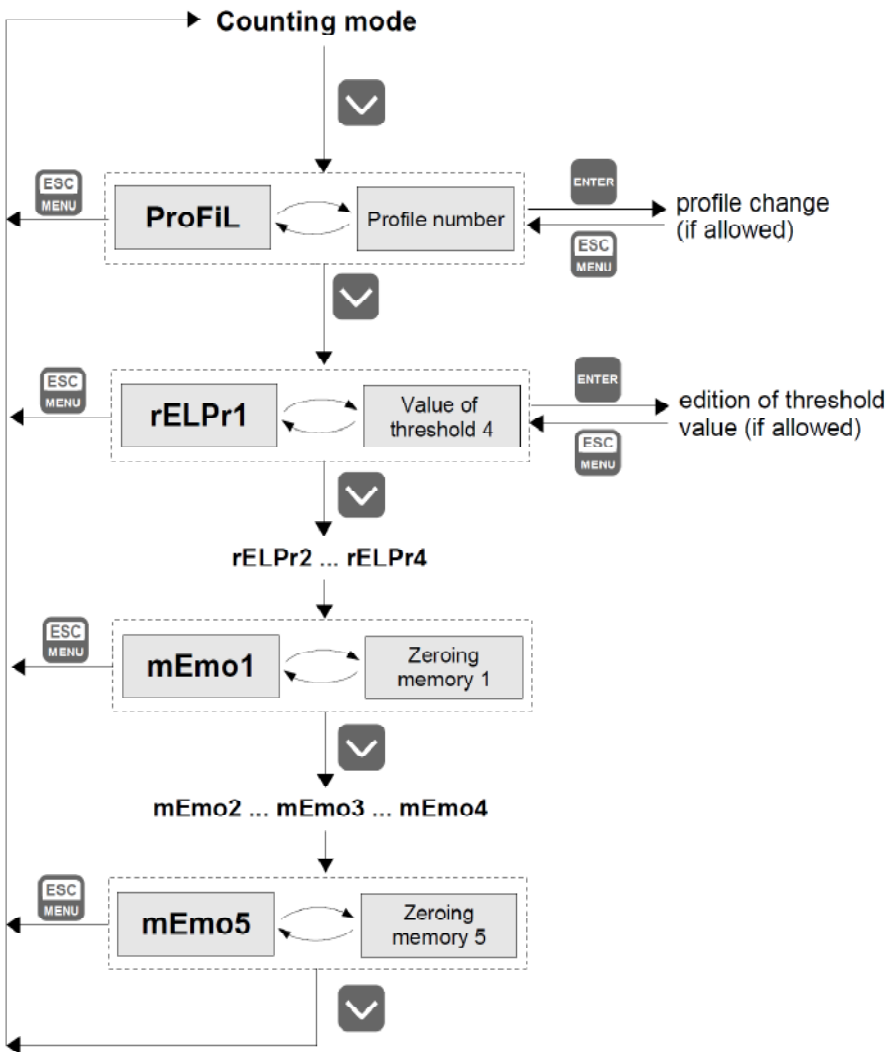 Counting mode
ESC
MENU
ProFiL
Profile number
ENTER
ESC
MENU
profile change
(if allowed)
ESC
MENU
rELPr1
Value of
threshold 4
ENTER
ESC
MENU
edition of threshold
value (if allowed)
rELPr2 ... rELPr4
ESC
MENU
mEmo1
Zeroing
memory 1
mEmo2 ... mEmo3 ... mEmo4
ESC
MENU
mEmo5
Zeroing
memory 5